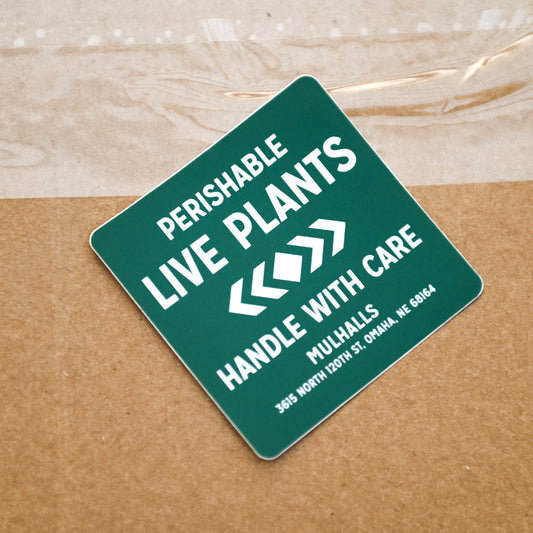 PERISHABLE
LIVE PLANTS
HANDLE WITH CARE
MULHALLS
3615 NORTH 120TH ST, OMAHA, NE 68164